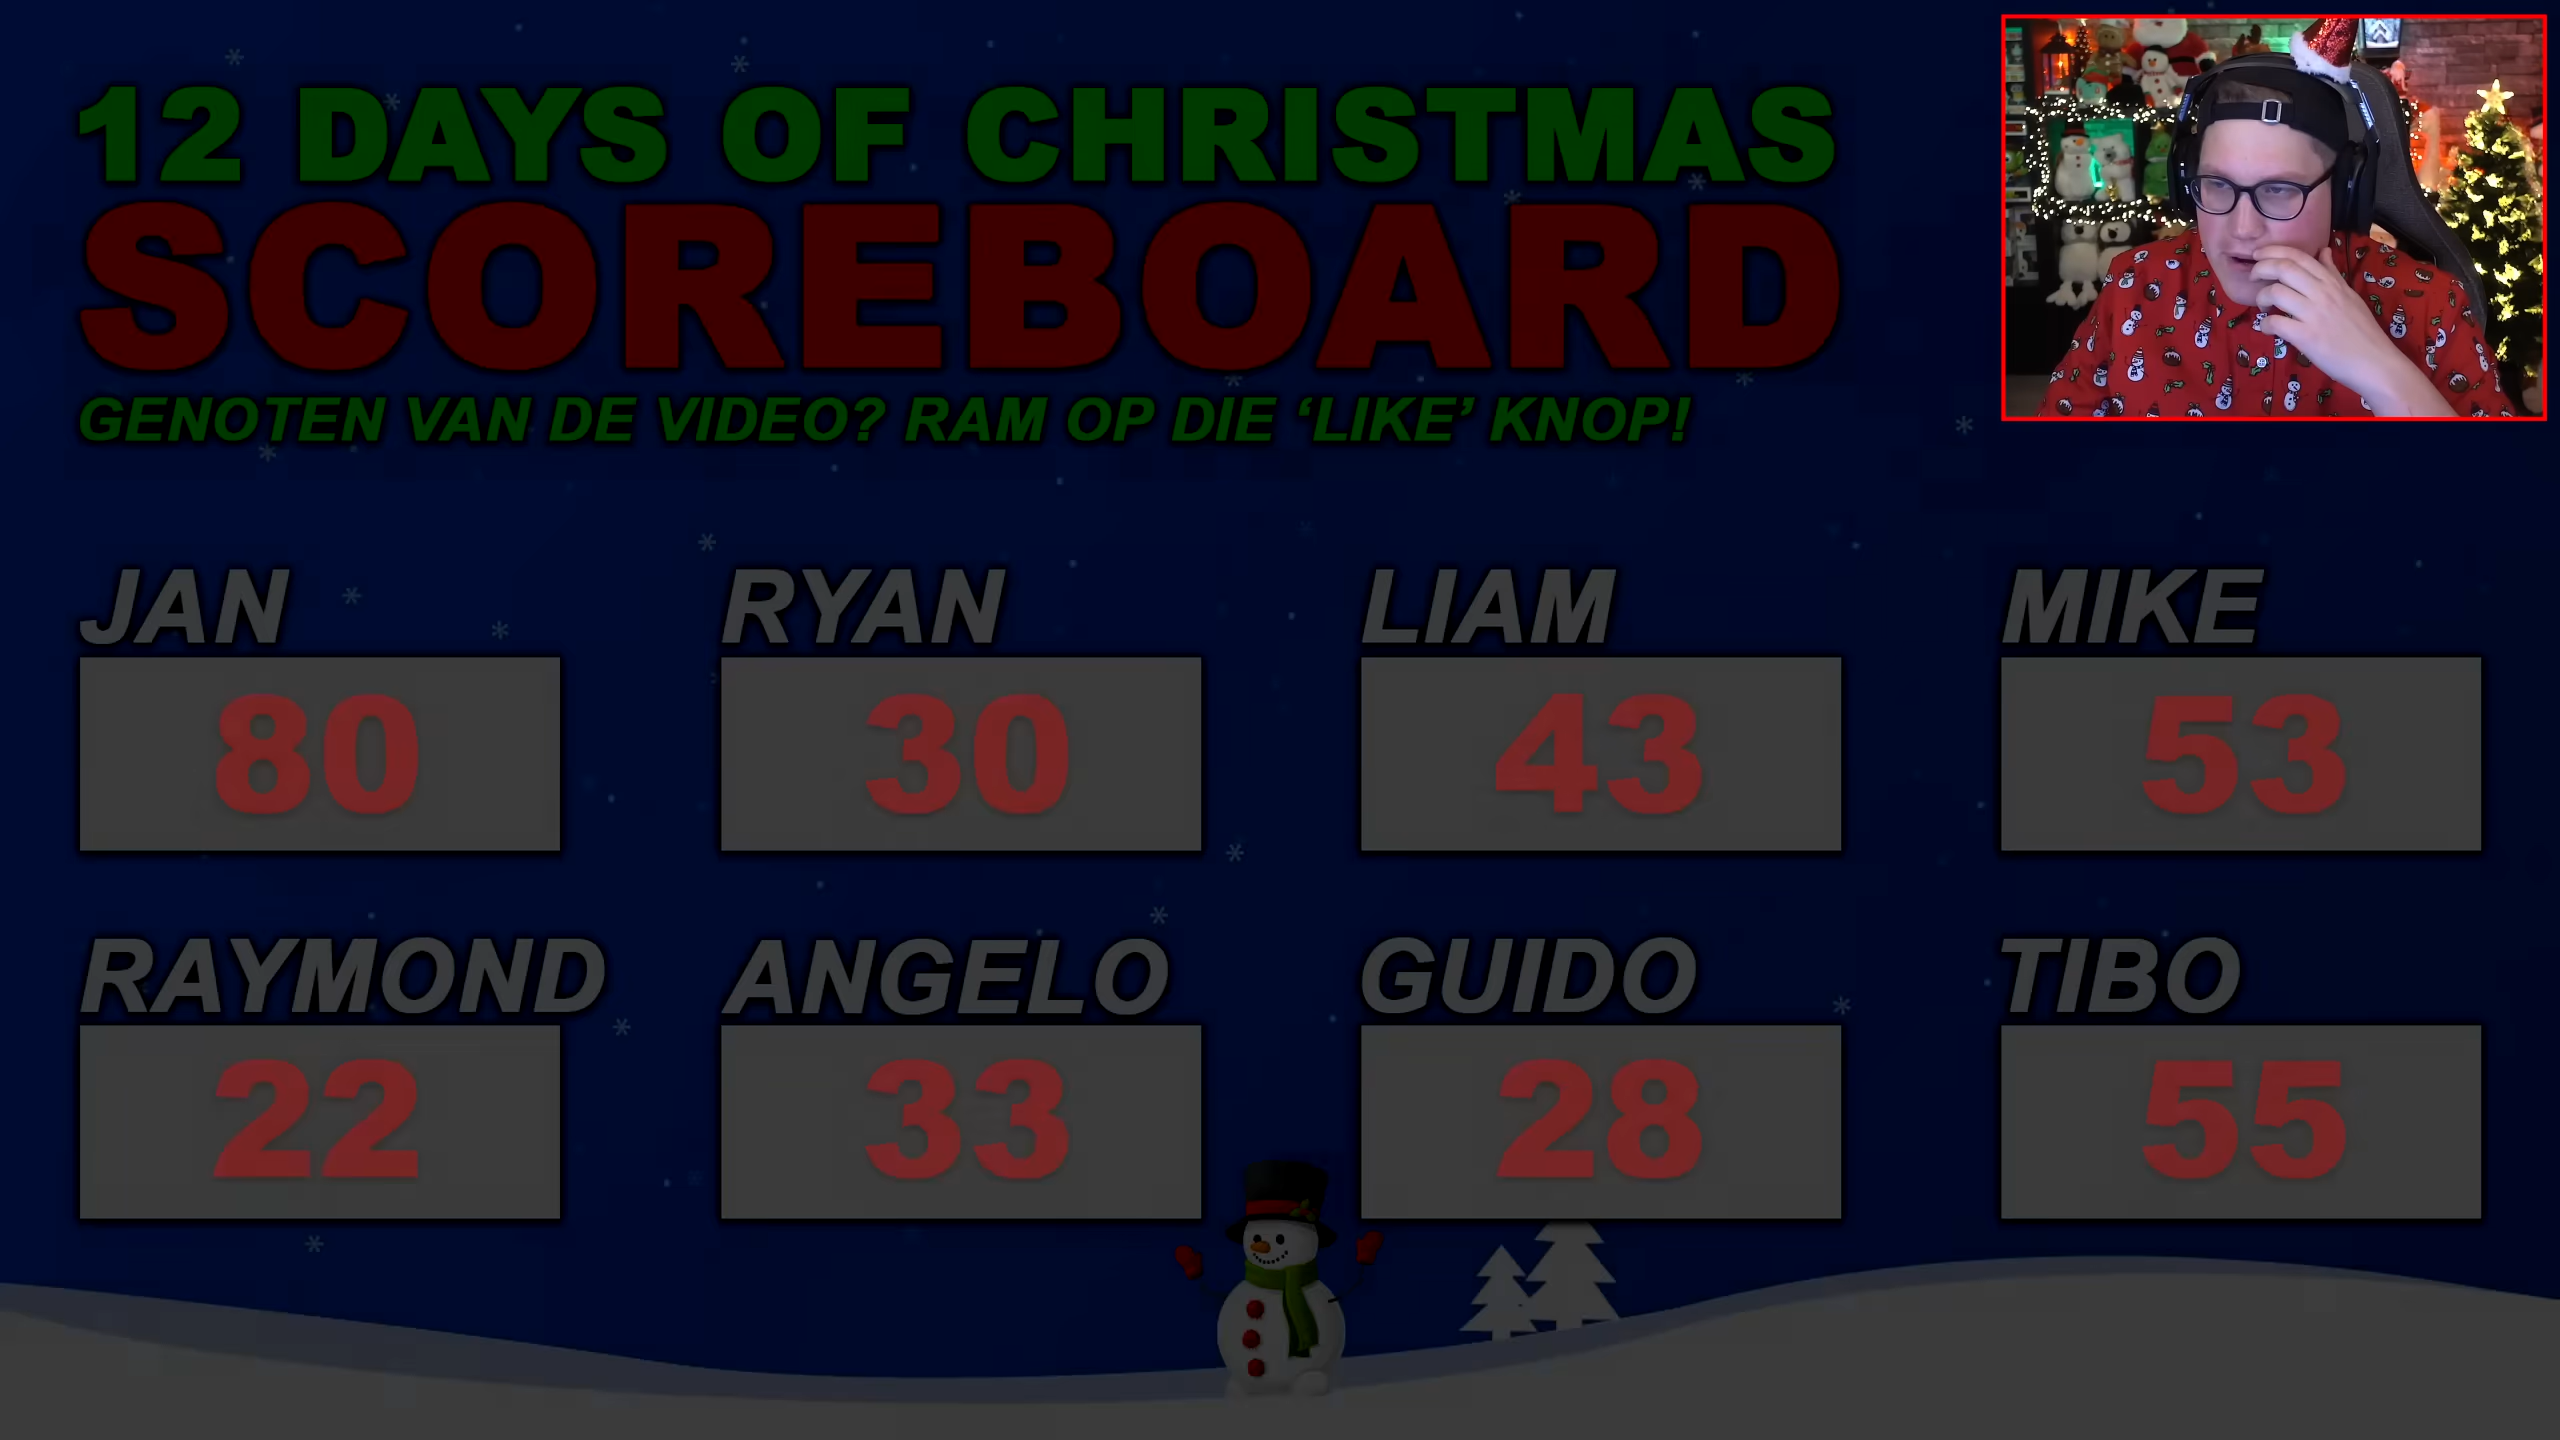 12 DAYS OF CHRISTMAS
SCOREBOARD
GENOTEN VAN DE VIDEO? RAM OP DIE ‘LIKE’ KNOP!
JAN
80
RYAN
30
LIAM
43
MIKE
53
RAYMOND
22
ANGELO
33
GUIDO
28
TIBO
55